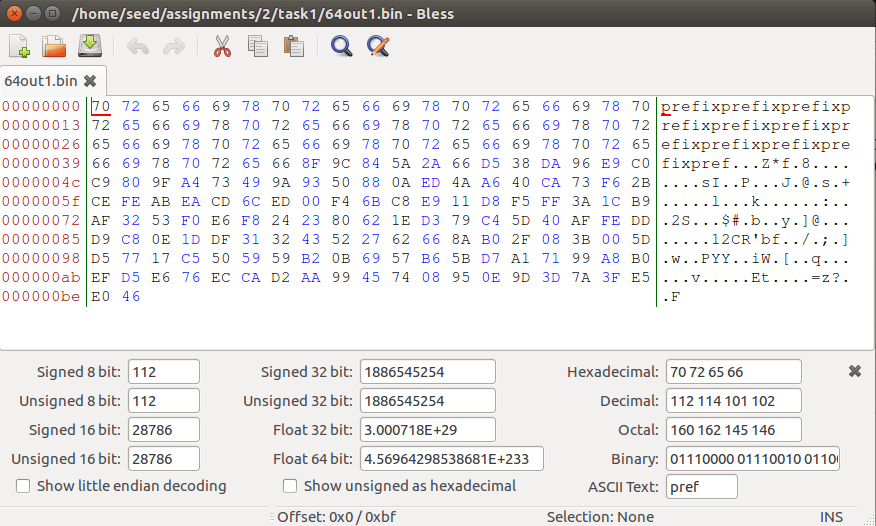 /home/seed/assignments/2/task1/64out1.bin - Bless
64out1.bin
00000000 70 72 65 66 69 78 70 72 65 66 69 78 70 72 65 66 69 78 70 prefixprefixprefixp
00000013 72 65 66 69 78 70 72 65 66 69 78 70 72 65 66 69 78 70 72 refixprefixprefixpr
00000026 65 66 69 78 70 72 65 66 69 78 70 72 65 66 69 78 70 72 65 efixprefixprefixpre
00000039 66 69 78 70 72 65 66 8F 9C 84 5A 2A 66 D5 38 DA 96 E9 C0 fixpref...Z*f.8....
0000004c C9 80 9F A4 73 49 9A 93 50 88 0A ED 4A A6 40 CA 73 F6 2B ....sI..P...J.@.s.+
0000005f CE FE AB EA CD 6C ED 00 F4 6B C8 E9 11 D8 F5 FF 3A 1C B9 .....l...k......:..
00000072 AF 32 53 F0 E6 F8 24 23 80 62 1E D3 79 C4 5D 40 AF FE DD .2S...$#.b..y.]@...
00000085 D9 C8 0E 1D DF 31 32 43 52 27 62 66 8A B0 2F 08 3B 00 5D .....12CR'bf../.;.]
00000098 D5 77 17 C5 50 59 59 B2 0B 69 57 B6 5B D7 A1 71 99 A8 B0 .w..PYY..iW.[..q...
000000ab EF D5 E6 76 EC CA D2 AA 99 45 74 08 95 0E 9D 3D 7A 3F E5 ...v.....Et....=z?.
000000be E0 46 .F
Signed 8 bit: 112 Signed 32 bit: 1886545254 Hexadecimal: 70 72 65 66
Unsigned 8 bit: 112 Unsigned 32 bit: 1886545254 Decimal: 112 114 101 102
Signed 16 bit: 28786 Float 32 bit: 3.000718E+29 Octal: 160 162 145 146
Unsigned 16 bit: 28786 Float 64 bit: 4.56964298538681E+233 Binary: 01110000 01110010 0110
Show little endian decoding Show unsigned as hexadecimal ASCII Text: pref
Offset: 0x0 / 0xbf Selection: None INS